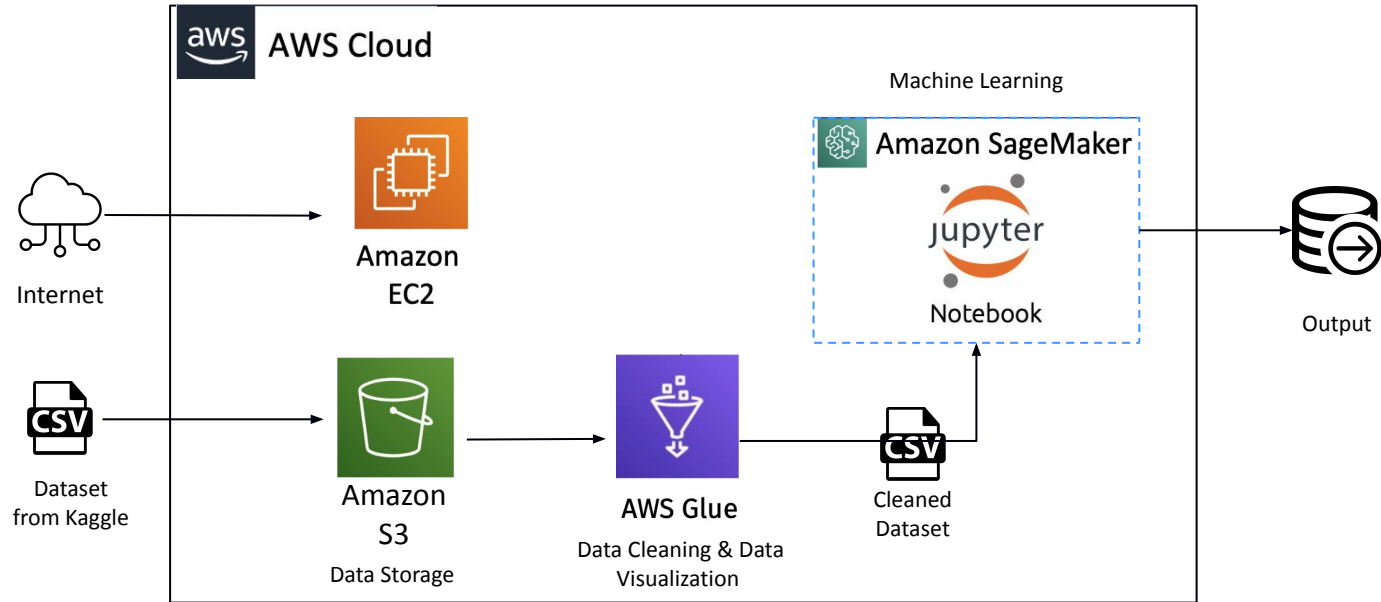 aws
AWS Cloud
Machine Learning
Amazon SageMaker
Jupyter
Notebook
Amazon
EC2
Internet
Output
CSV
Dataset
from Kaggle
Amazon
S3
Data Storage
AWS Glue
Data Cleaning & Data
Visualization
CSV
Cleaned
Dataset